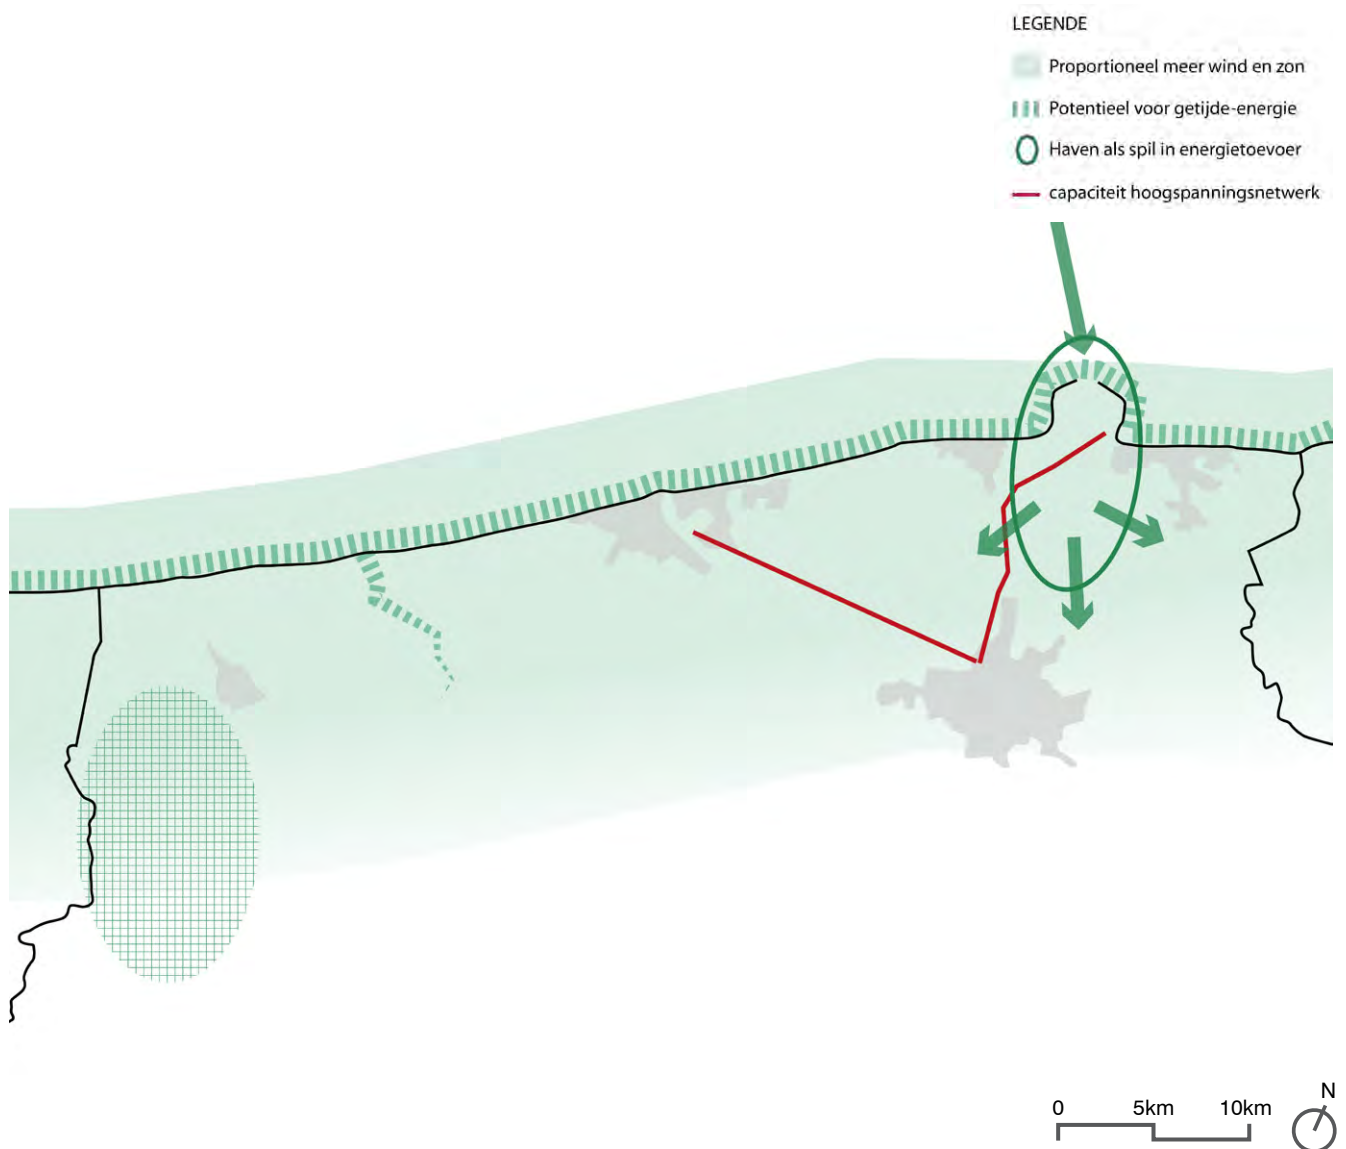 LEGENDE
Proportioneel meer wind en zon
Potentieel voor getijde-energie
Haven als spil in energietoevoer
capaciteit hoogspanningsnetwerk
N
0 5km 10km